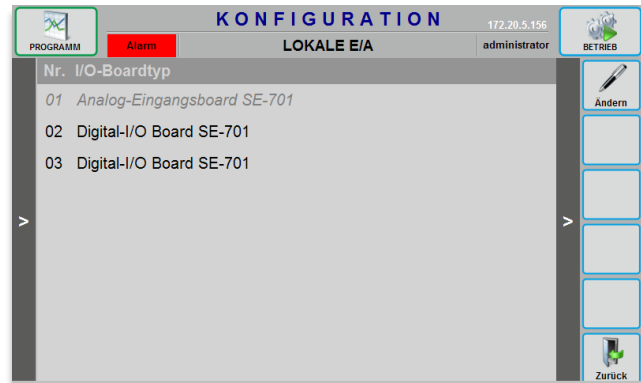 KONFIGURATION
172.20.5.156
PROGRAMM
Alarm
LOKALE E/A
administrator
BETRIEB
Nr. I/O-Boardtyp
01 Analog-Eingangsboard SE-701
02 Digital-I/O Board SE-701
03 Digital-I/O Board SE-701
Ändern
> >
Zurück